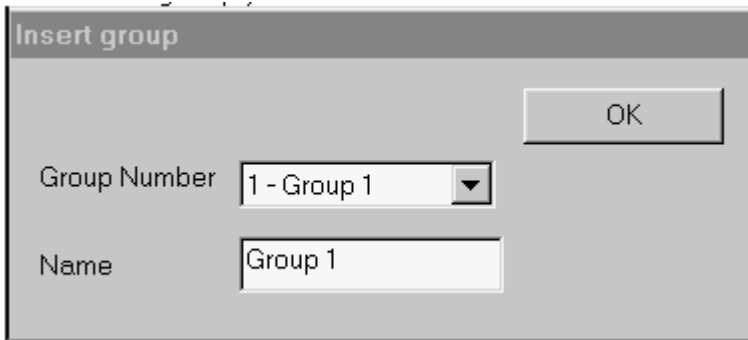 Insert group
OK
Group Number
1 - Group 1
Name
Group 1